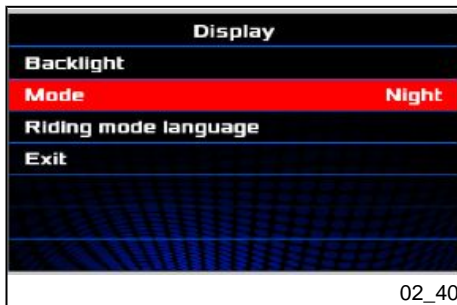 Display
Backlight
Mode Night
Riding mode language
Exit
02_40